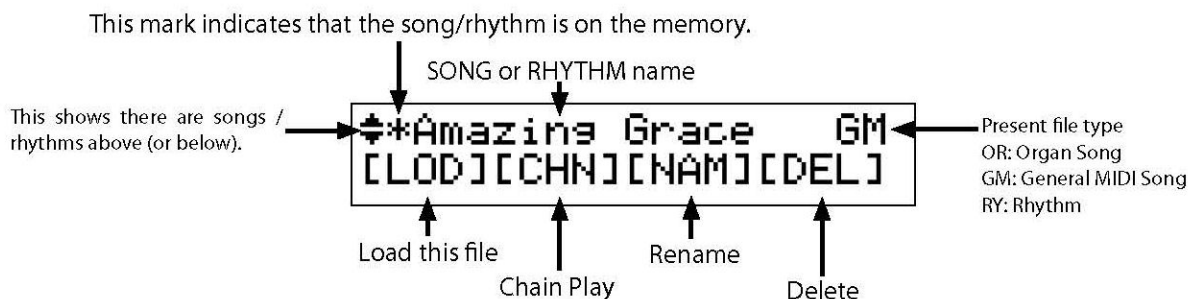 This mark indicates that the song/rhythm is on the memory.
SONG or RHYTHM name
This shows there are songs /
rhythms above (or below).
*Amazing Grace GM
[LOD][CHN][NAM][DEL]
Present file type
OR: Organ Song
GM: General MIDI Song
RY: Rhythm
Load this file
Chain Play
Rename
Delete